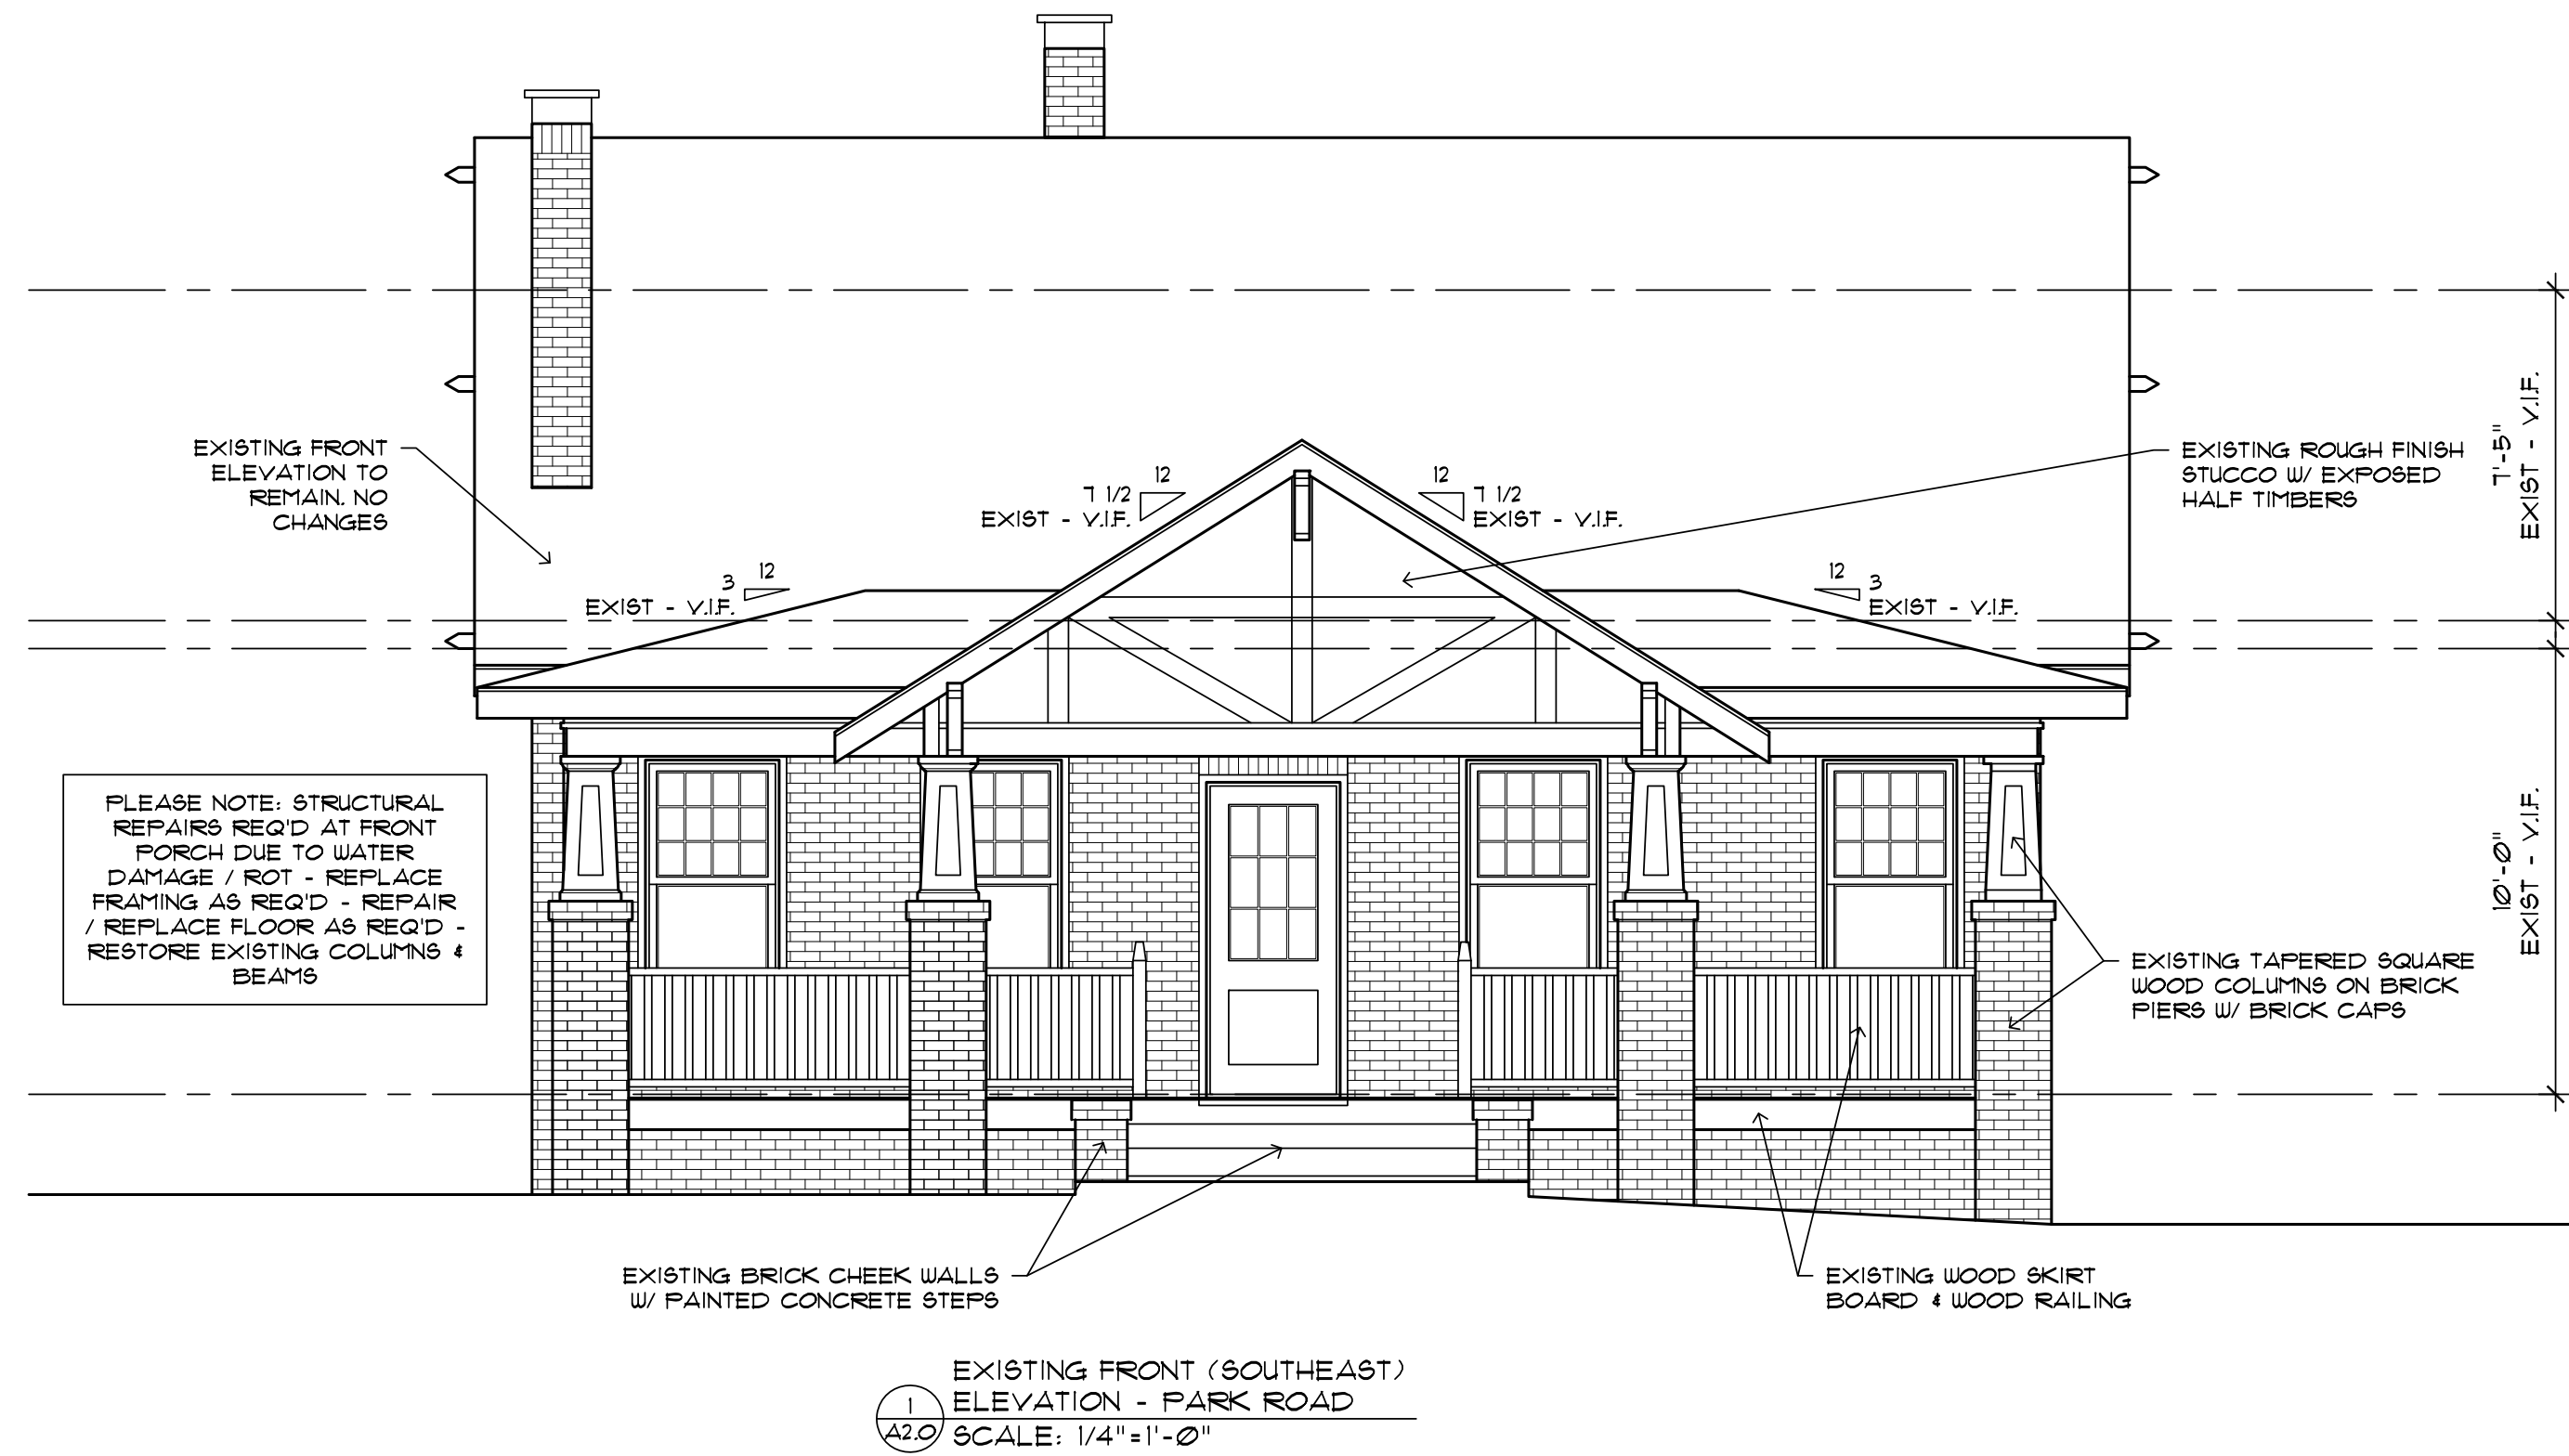 EXISTING FRONT
ELEVATION TO
REMAIN. NO
CHANGES
12
7 1/2
EXIST - V.I.F.
12
7 1/2
EXIST - V.I.F.
EXISTING ROUGH FINISH
STUCCO W/ EXPOSED
HALF TIMBERS
7'-5"
EXIST - V.I.F.
12
3
EXIST - V.I.F.
12
3
EXIST - V.I.F.
PLEASE NOTE: STRUCTURAL
REPAIRS REQ'D AT FRONT
PORCH DUE TO WATER
DAMAGE / ROT - REPLACE
FRAMING AS REQ'D - REPAIR
/ REPLACE FLOOR AS REQ'D -
RESTORE EXISTING COLUMNS &
BEAMS
10'-0"
EXIST - V.I.F.
EXISTING TAPERED SQUARE
WOOD COLUMNS ON BRICK
PIERS W/ BRICK CAPS
EXISTING BRICK CHEEK WALLS
W/ PAINTED CONCRETE STEPS
EXISTING WOOD SKIRT
BOARD & WOOD RAILING
1
A2.0
EXISTING FRONT (SOUTHEAST)
ELEVATION - PARK ROAD
SCALE: 1/4"=1'-0"